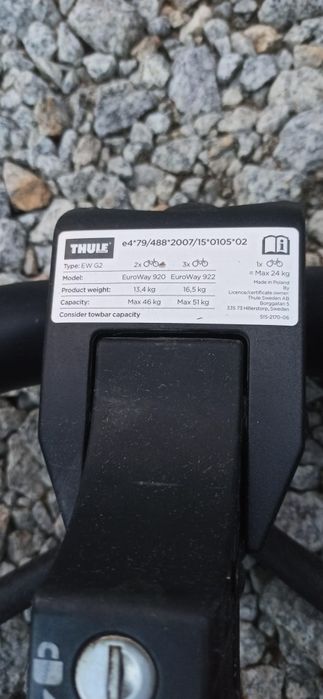 THULE e4*79/488*2007/15*0105*02
Type: EW G2 2x 3x 1x
= Max 24 kg
Model: EuroWay 920 EuroWay 922
Product weight: 13,4 kg 16,5 kg
Capacity: Max 46 kg Max 51 kg
Consider towbar capacity
Made in Poland
By
Licence/certificate owner:
Thule Sweden AB
Borggatan 5
335 73 Hillerstorp, Sweden
515-2170-06